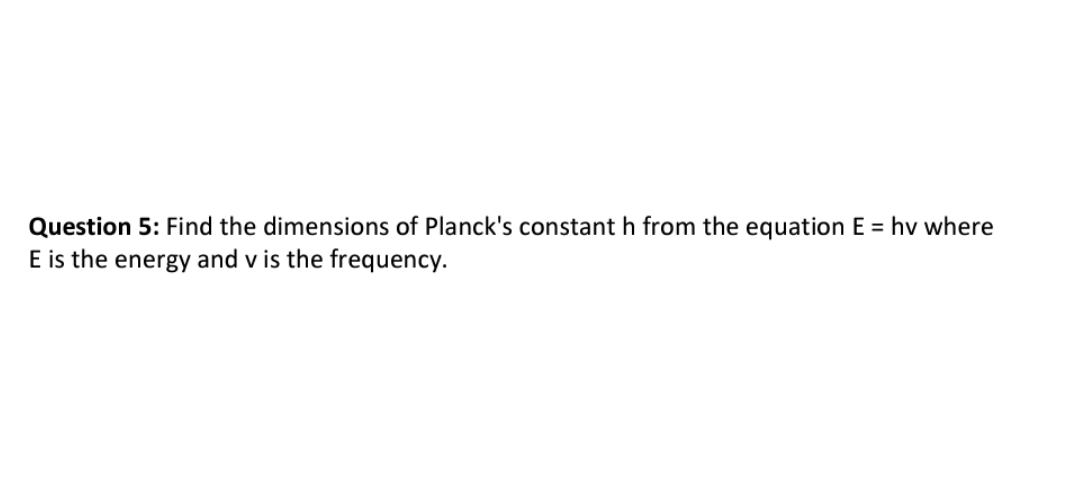 Question 5: Find the dimensions of Planck's constant h from the equation E = hv where
E is the energy and v is the frequency.